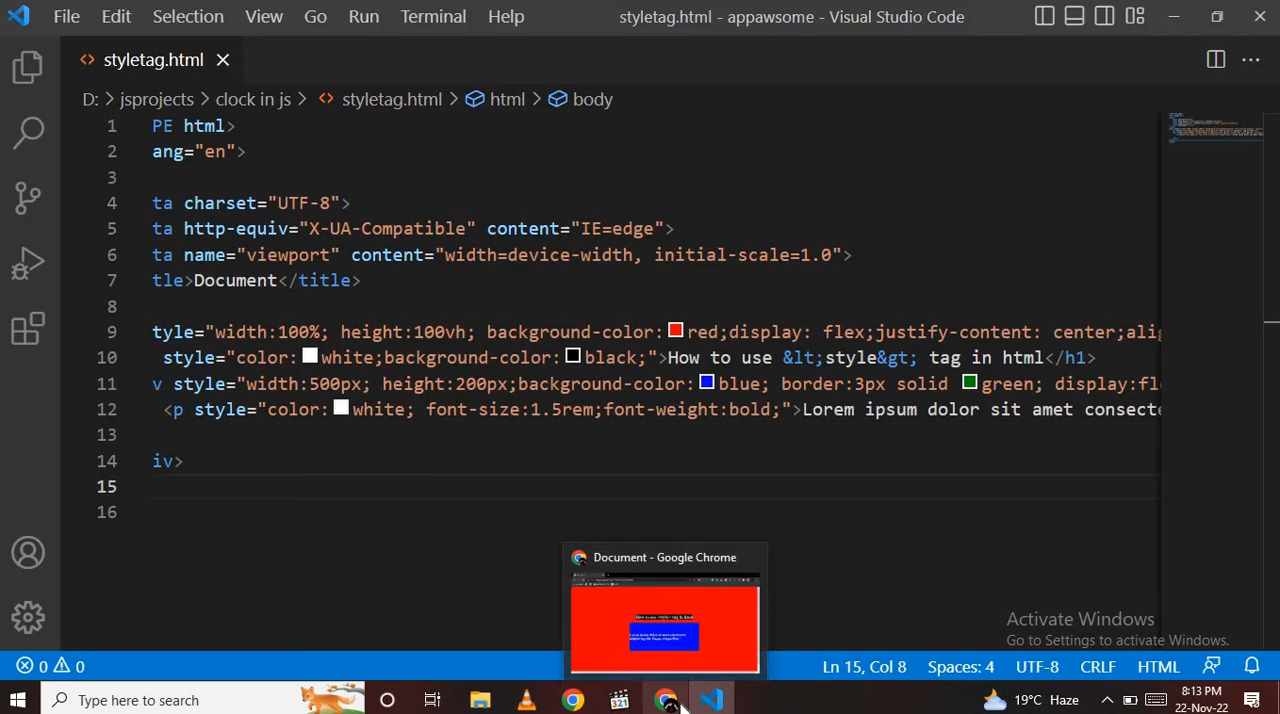 File Edit Selection View Go Run Terminal Help styletag.html - appawsome - Visual Studio Code
styletag.html
D: > jsprojects > clock in js > styletag.html > html > body
1 PE html>
2 ang="en">
3
4 ta charset="UTF-8">
5 ta http-equiv="X-UA-Compatible" content="IE=edge">
6 ta name="viewport" content="width=device-width, initial-scale=1.0">
7 tle>Document</title>
8
9 tyle="width:100%; height:100vh; background-color:red;display: flex;justify-content: center;alig
10 style="color:white;background-color:black;">How to use &lt;style&gt; tag in html</h1>
11 v style="width:500px; height:200px;background-color:blue; border:3px solid green; display:fle
12 <p style="color:white; font-size:1.5rem;font-weight:bold;">Lorem ipsum dolor sit amet consecte
13
14 iv>
15
16
Document - Google Chrome
Activate Windows
Go to Settings to activate Windows.
0 0 Ln 15, Col 8 Spaces: 4 UTF-8 CRLF HTML
Type here to search 321 19°C Haze 8:13 PM
22-Nov-22